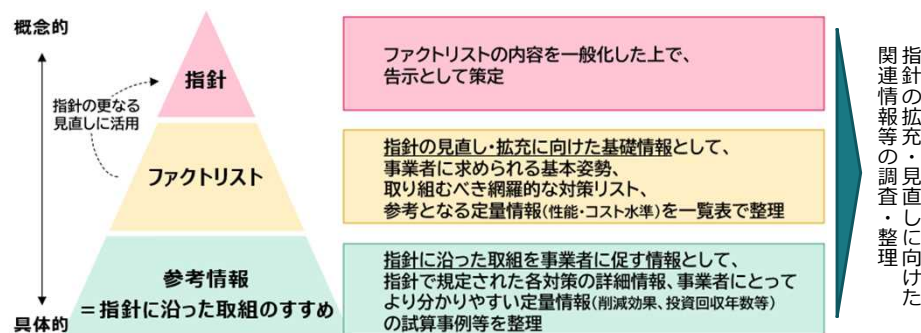 概念的
指針の更なる
見直しに活用
具体的
指針
ファクトリスト
参考情報
＝指針に沿った取組のすすめ
ファクトリストの内容を一般化した上で、
告示として策定
指針の見直し・拡充に向けた基礎情報として、
事業者に求められる基本姿勢、
取り組むべき網羅的な対策リスト、
参考となる定量情報(性能・コスト水準)を一覧表で整理
指針に沿った取組を事業者に促す情報として、
指針で規定された各対策の詳細情報、事業者にとって
より分かりやすい定量情報(削減効果、投資回収年数等)
の試算事例等を整理
指針の拡充・見直しに向けた
関連情報等の調査・整理